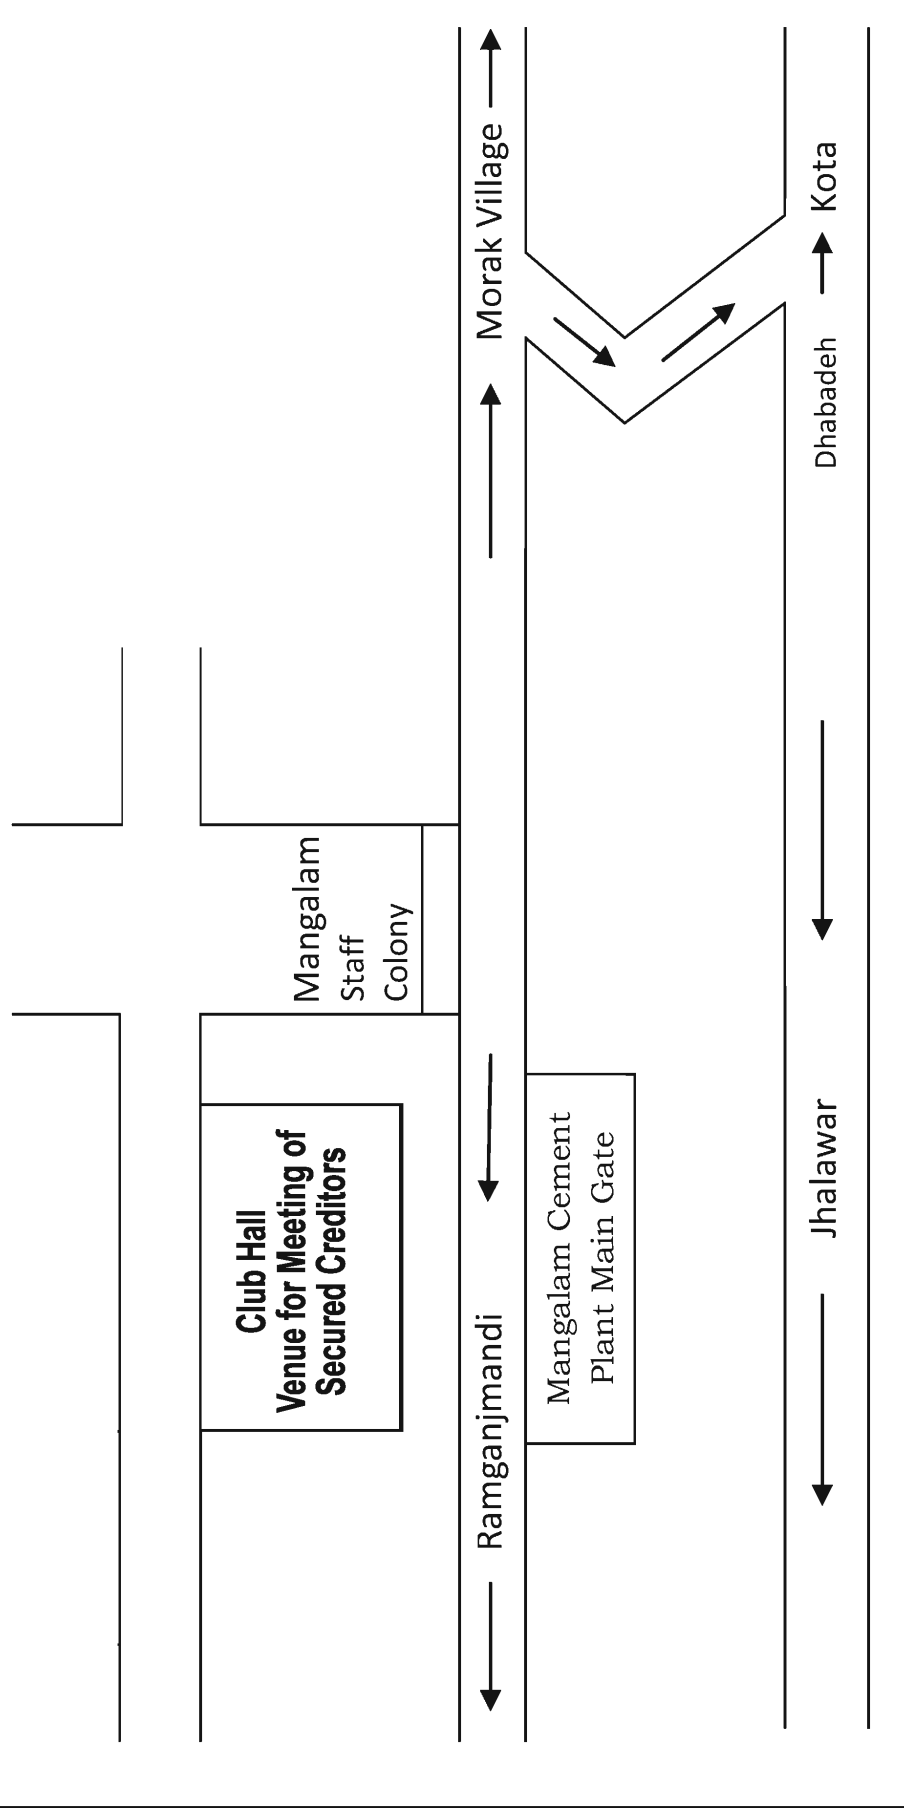 Club Hall
Venue for Meeting of
Secured Creditors
Mangalam
Staff
Colony
Ramganjmandi
Morak Village
Mangalam Cement
Plant Main Gate
Jhalawar
Dhabadeh
Kota